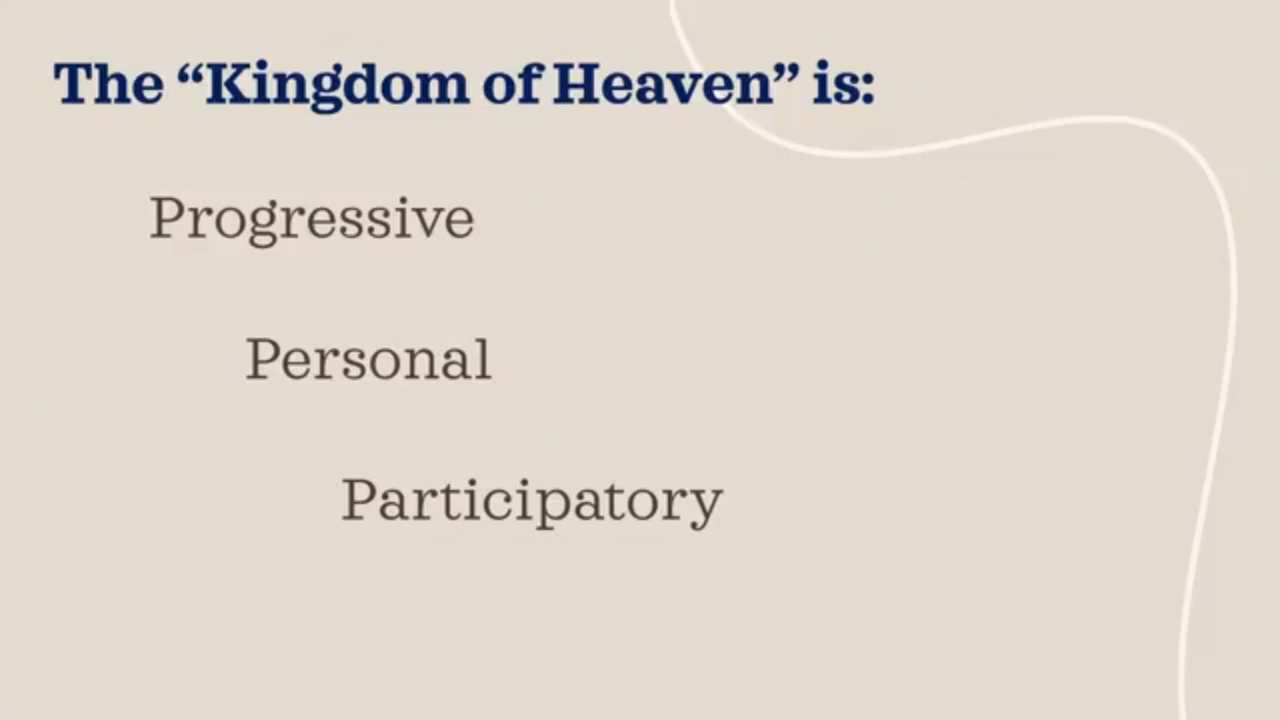 The “Kingdom of Heaven” is:
Progressive
Personal
Participatory